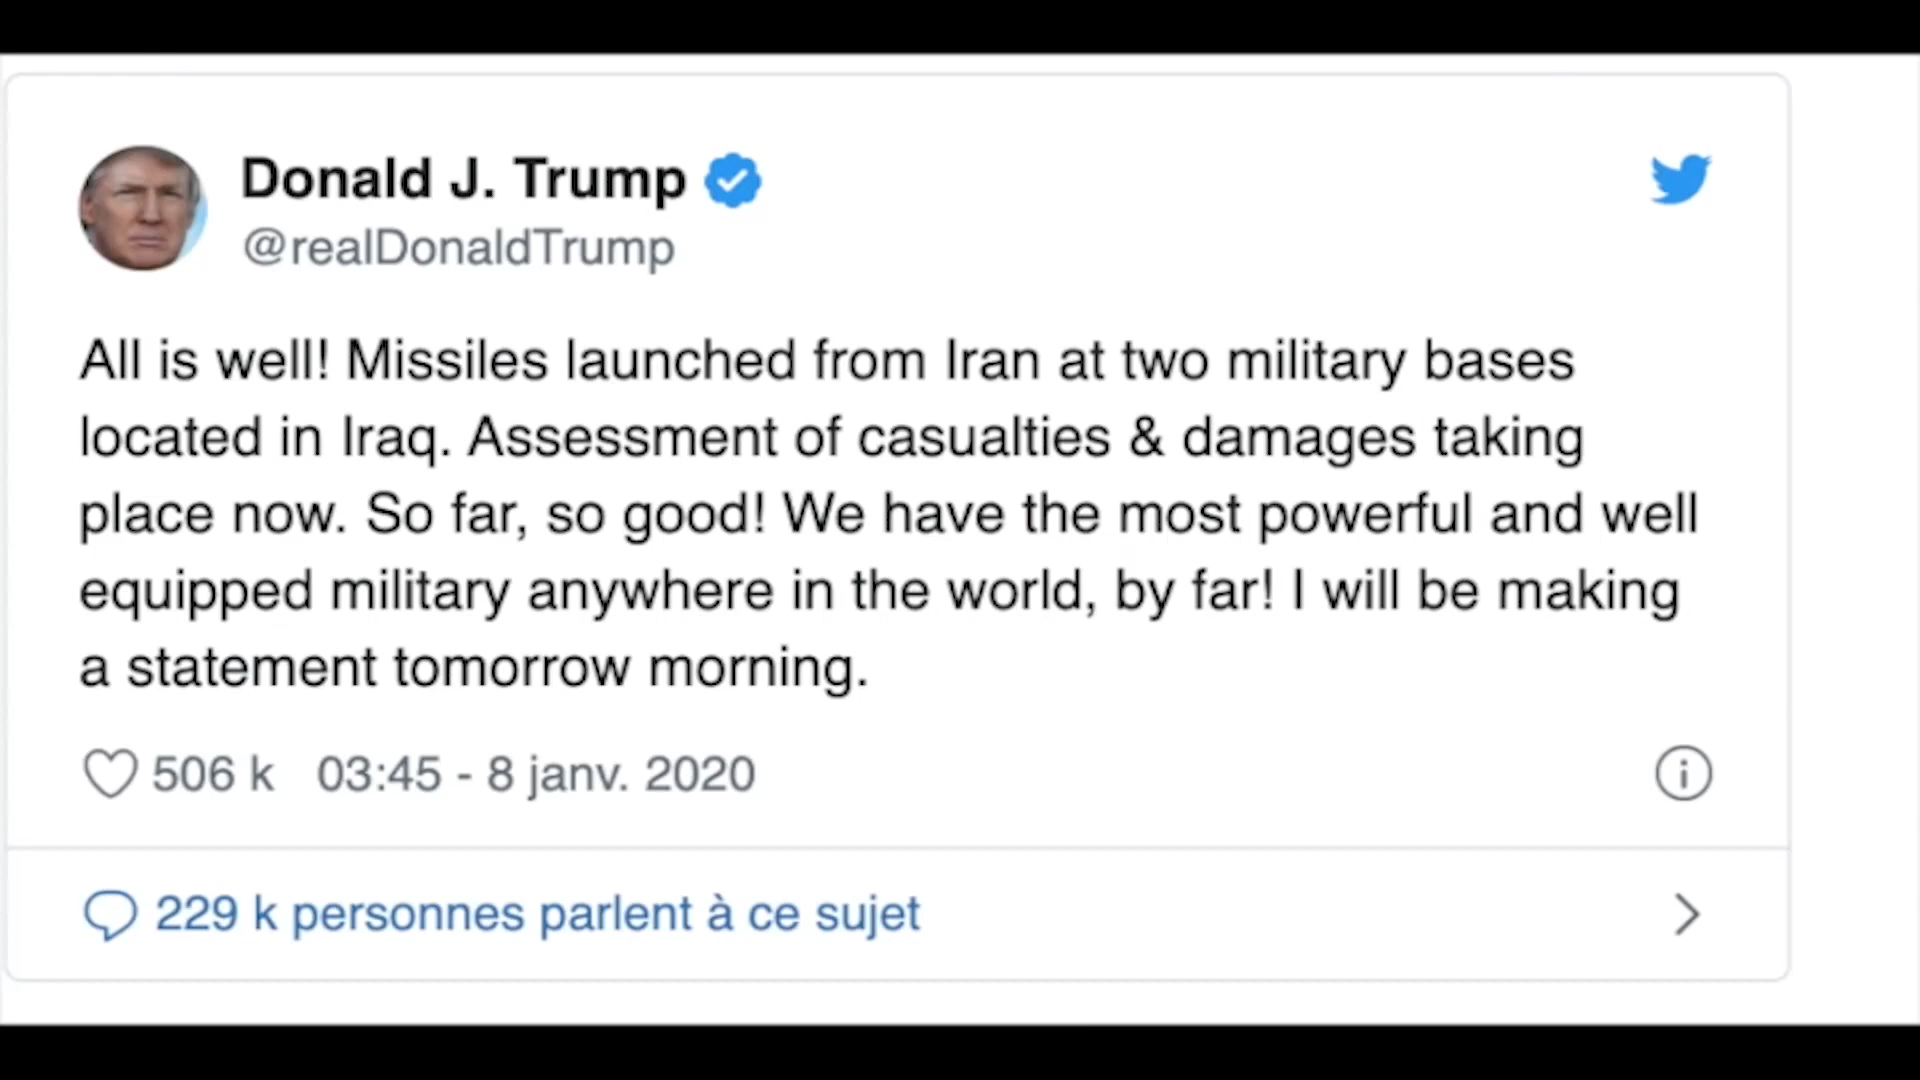 Donald J. Trump
@realDonaldTrump
All is well! Missiles launched from Iran at two military bases
located in Iraq. Assessment of casualties & damages taking
place now. So far, so good! We have the most powerful and well
equipped military anywhere in the world, by far! I will be making
a statement tomorrow morning.
506 k 03:45 - 8 janv. 2020
229 k personnes parlent à ce sujet